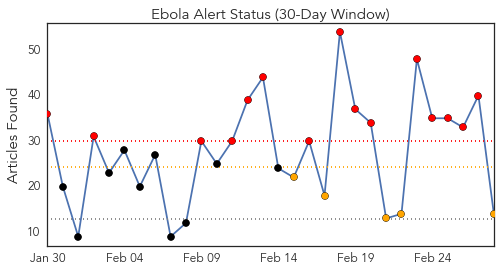 Ebola Alert Status (30-Day Window)
Articles Found
50
40
30
20
10
Jan 30
Feb 04
Feb 09
Feb 14
Feb 19
Feb 24